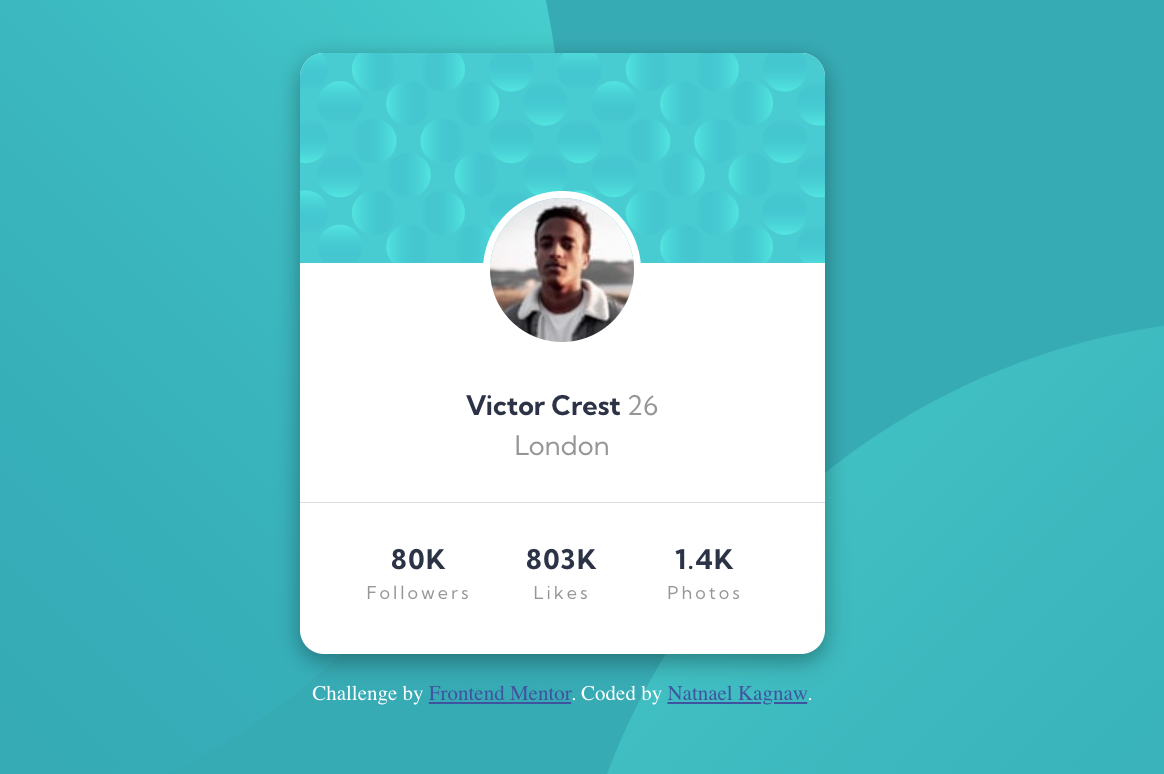 Victor Crest 26
London
80K 803K 1.4K
Followers Likes Photos
Challenge by Frontend Mentor. Coded by Natnael Kagnaw.